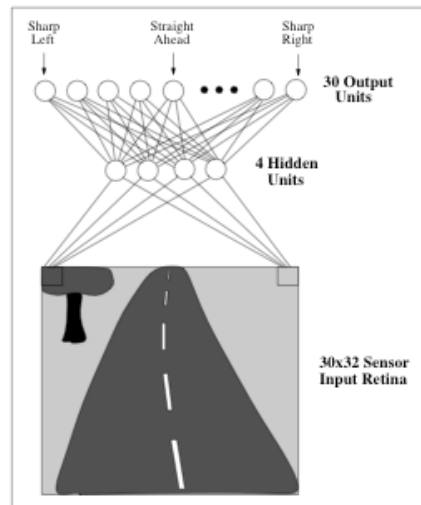 Sharp
Left
Straight
Ahead
Sharp
Right
30 Output
Units
4 Hidden
Units
30x32 Sensor
Input Retina